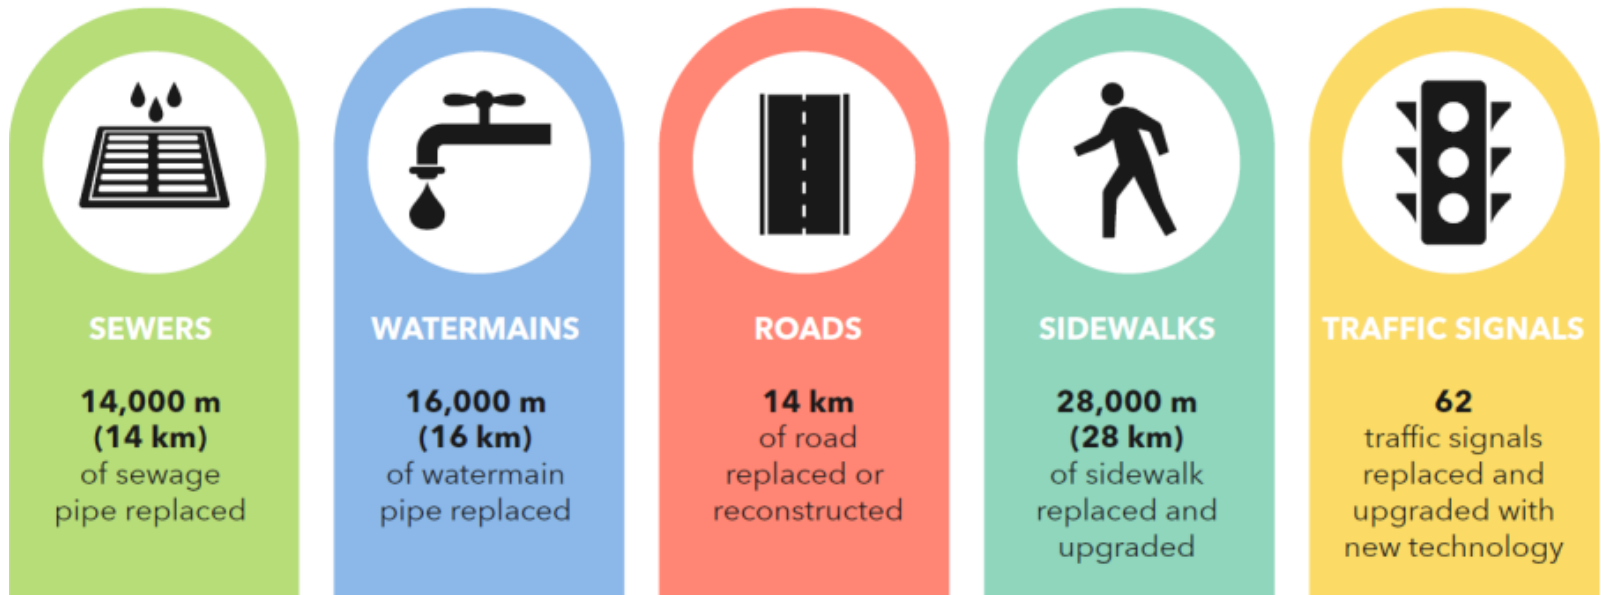 SEWERS
14,000 m
(14 km)
of sewage
pipe replaced
WATERMAINS
16,000 m
(16 km)
of watermain
pipe replaced
ROADS
14 km
of road
replaced or
reconstructed
SIDEWALKS
28,000 m
(28 km)
of sidewalk
replaced and
upgraded
TRAFFIC SIGNALS
62
traffic signals
replaced and
upgraded with
new technology